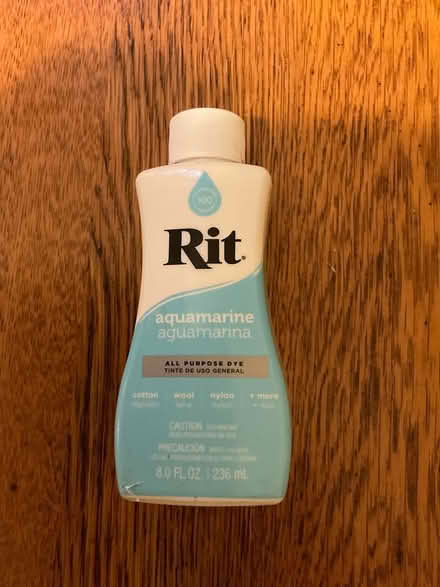 100
Rit
aquamarine
aguamarina
ALL PURPOSE DYE
TINTE DE USO GENERAL
cotton wool nylon + more
CAUTION
PRECAUCIÓN
8.0 FL OZ | 236 mL